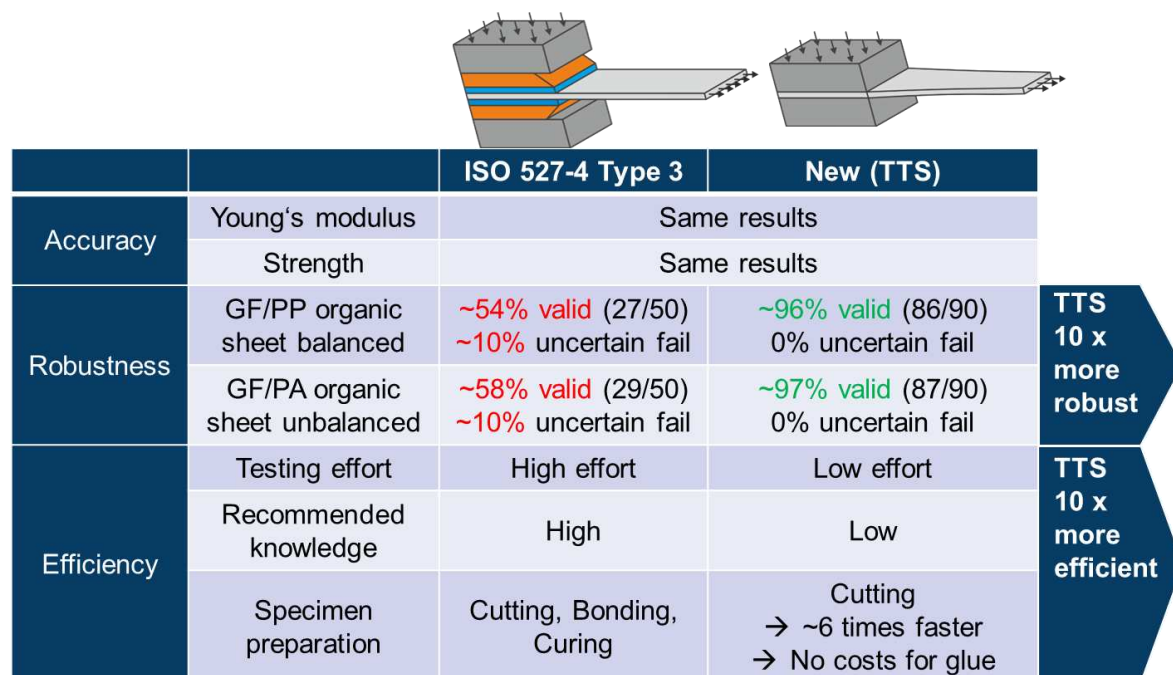 ISO 527-4 Type 3
New (TTS)
Accuracy
Young‘s modulus
Same results
Strength
Same results
Robustness
GF/PP organic
sheet balanced
~54% valid (27/50)
~10% uncertain fail
~96% valid (86/90)
0% uncertain fail
GF/PA organic
sheet unbalanced
~58% valid (29/50)
~10% uncertain fail
~97% valid (87/90)
0% uncertain fail
TTS
10 x
more
robust
Efficiency
Testing effort
High effort
Low effort
Recommended
knowledge
High
Low
Specimen
preparation
Cutting, Bonding,
Curing
Cutting
→ ~6 times faster
→ No costs for glue
TTS
10 x
more
efficient